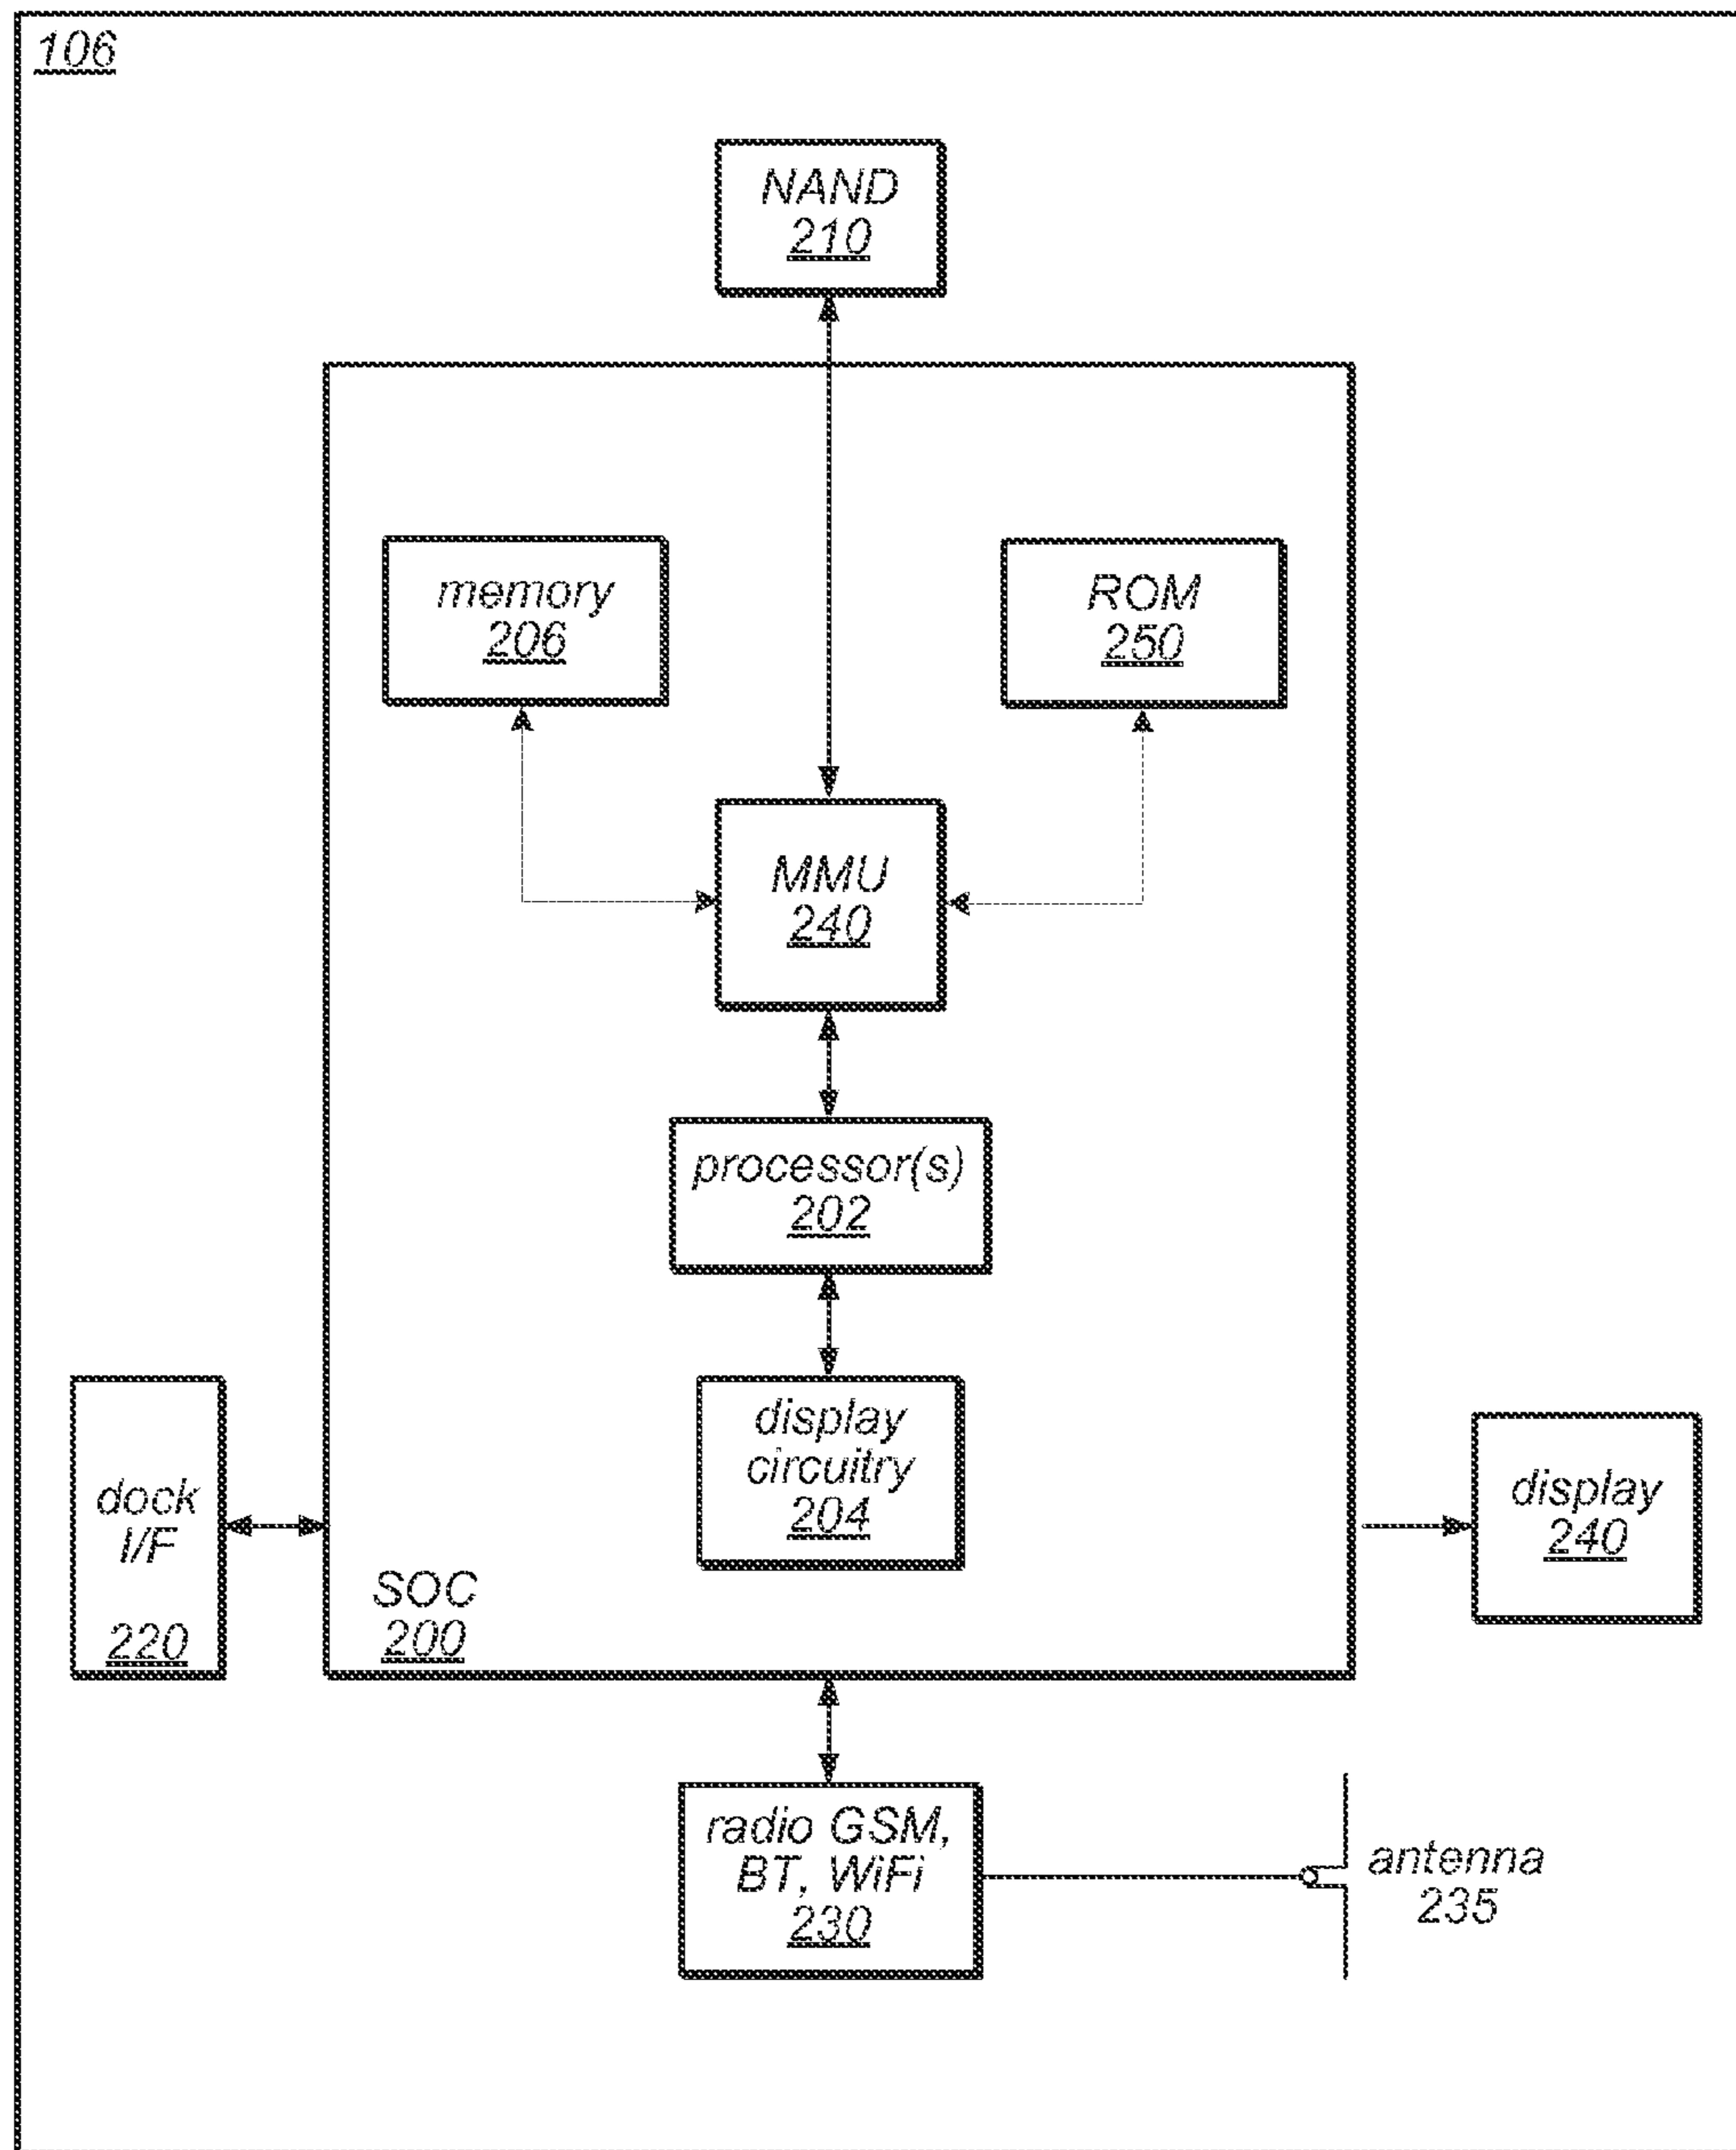 106
NAND
210
memory
206
ROM
250
MMU
240
processor(s)
202
display
circuitry
204
dock
I/F
220
display
240
SOC
200
radio GSM,
BT, WiFi
230
antenna
235